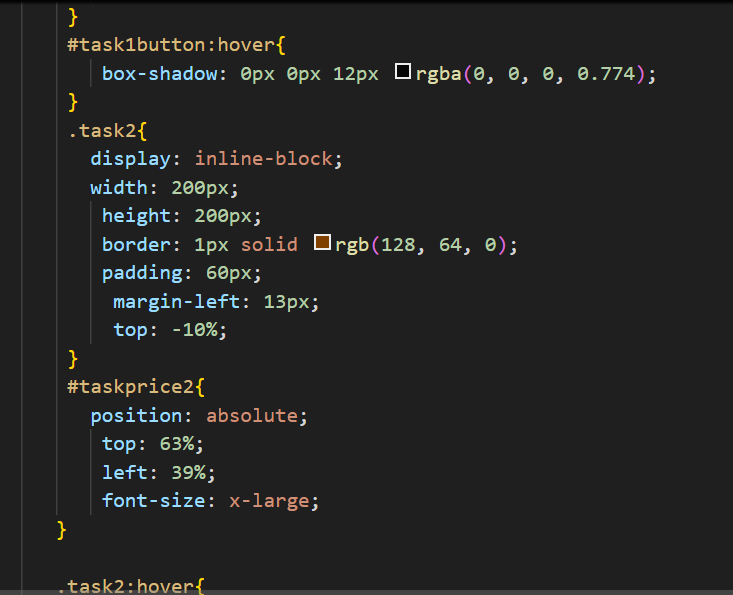 }
#task1button:hover{
box-shadow: 0px 0px 12px rgba(0, 0, 0, 0.774);
}
.task2{
display: inline-block;
width: 200px;
height: 200px;
border: 1px solid rgb(128, 64, 0);
padding: 60px;
margin-left: 13px;
top: -10%;
}
#taskprice2{
position: absolute;
top: 63%;
left: 39%;
font-size: x-large;
}
.task2:hover{